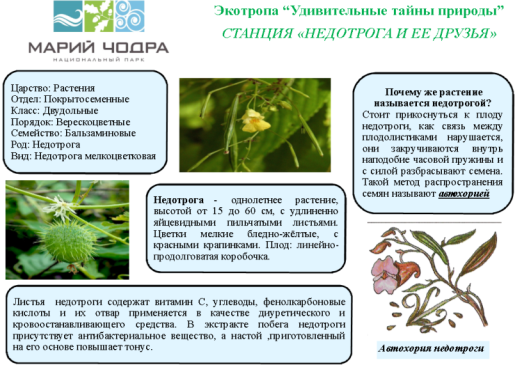 Экотропа “Удивительные тайны природы”
СТАНЦИЯ «НЕДОТРОГА И ЕЕ ДРУЗЬЯ»
МАРИЙ ЧОДРА
НАЦИОНАЛЬНЫЙ ПАРК
Царство: Растения
Отдел: Покрытосеменные
Класс: Двудольные
Порядок: Верескоцветные
Семейство: Бальзаминовые
Род: Недотрога
Вид: Недотрога мелкоцветковая
Почему же растение
называется недотрогой?
Стоит прикоснуться к плоду
недотроги, как связь между
плодолистиками нарушается,
они закручиваются внутрь
наподобие часовой пружины и
с силой разбрасывают семена.
Такой метод распространения
семян называют автохорией
Недотрога - однолетнее растение,
высотой от 15 до 60 см, с удлиненно
яйцевидными пильчатыми листьями.
Цветки мелкие бледно-жёлтые, с
красными крапинками. Плод: линейно-
продолговатая коробочка.
Листья недотроги содержат витамин С, углеводы, фенолкарбоновые
кислоты и их отвар применяется в качестве диуретического и
кровоостанавливающего средства. В экстракте побега недотроги
присутствует антибактериальное вещество, а настой ,приготовленный
на его основе повышает тонус.
Автохория недотроги